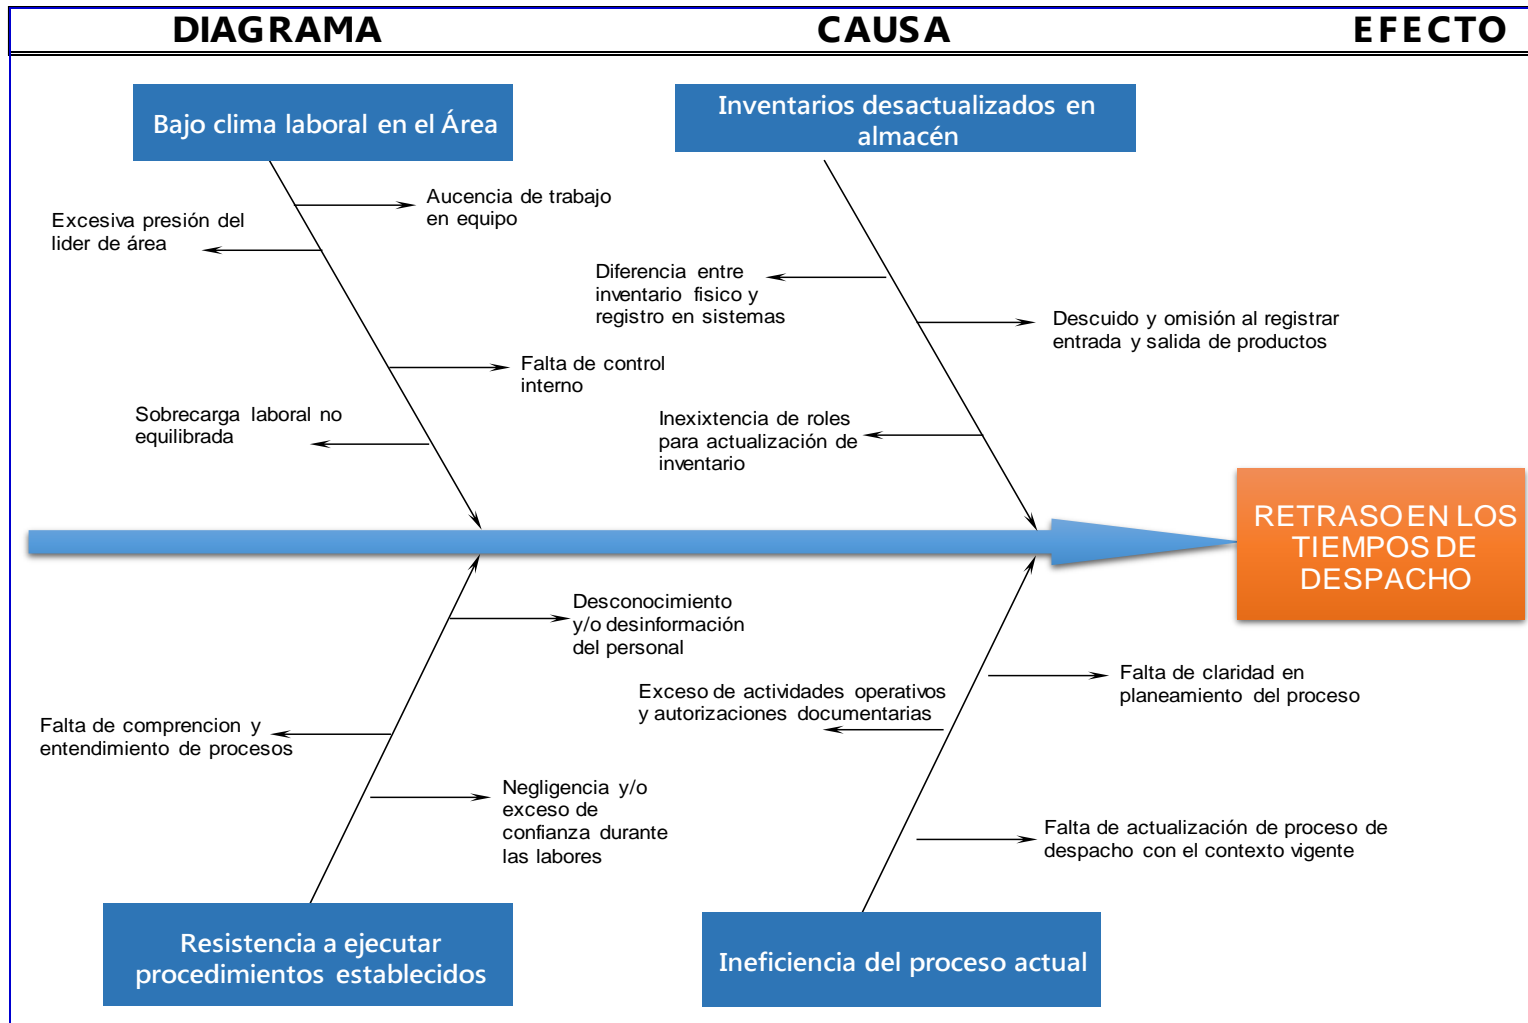 DIAGRAMA CAUSA EFECTO
Bajo clima laboral en el Área
Inventarios desactualizados en
almacén
Aucencia de trabajo
en equipo
Excesiva presión del
lider de área
Falta de control
interno
Sobrecarga laboral no
equilibrada
Diferencia entre
inventario fisico y
registro en sistemas
Descuido y omisión al registrar
entrada y salida de productos
Inexixtencia de roles
para actualización de
inventario
RETRASO EN LOS
TIEMPOS DE
DESPACHO
Desconocimiento
y/o desinformación
del personal
Falta de comprencion y
entendimiento de procesos
Negligencia y/o
exceso de
confianza durante
las labores
Exceso de actividades operativos
y autorizaciones documentarias
Falta de claridad en
planeamiento del proceso
Falta de actualización de proceso de
despacho con el contexto vigente
Resistencia a ejecutar
procedimientos establecidos
Ineficiencia del proceso actual